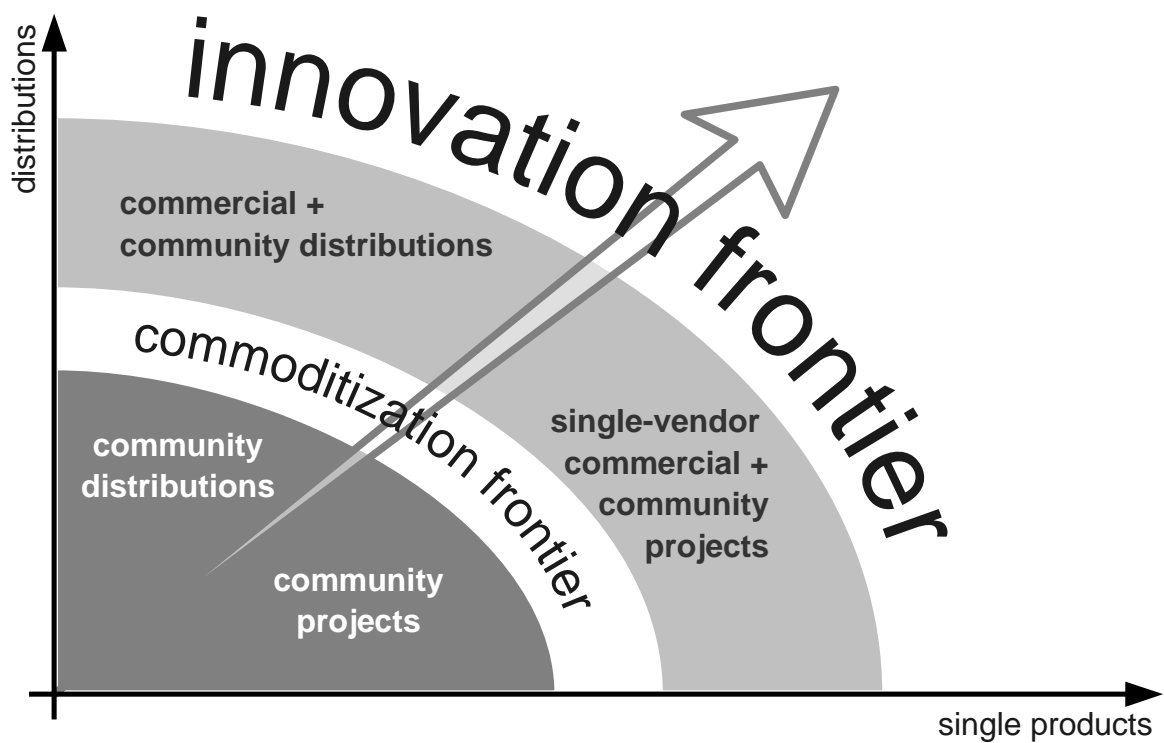 distributions
innovation frontier
commercial +
community distributions
commoditization frontier
single-vendor
commercial +
community
projects
community
distributions
community
projects
single products